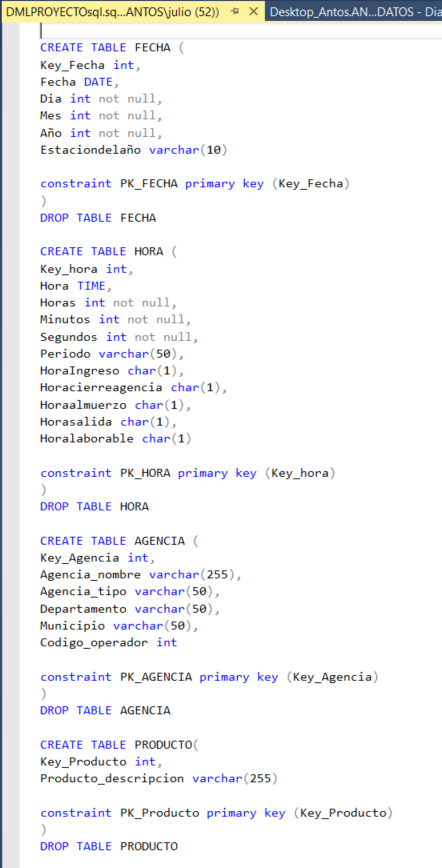 DMLPROYECTOsql.sq...ANTOS\julio (52)) Desktop_Antos.AN...DATOS - Dia
CREATE TABLE FECHA (
Key_Fecha int,
Fecha DATE,
Dia int not null,
Mes int not null,
Año int not null,
Estaciondelaño varchar(10)
constraint PK_FECHA primary key (Key_Fecha)
)
DROP TABLE FECHA
CREATE TABLE HORA (
Key_hora int,
Hora TIME,
Horas int not null,
Minutos int not null,
Segundos int not null,
Periodo varchar(50),
HoraIngreso char(1),
Horacierreagencia char(1),
Horaalmuerzo char(1),
Horasalida char(1),
Horalaborable char(1)
constraint PK_HORA primary key (Key_hora)
)
DROP TABLE HORA
CREATE TABLE AGENCIA (
Key_Agencia int,
Agencia_nombre varchar(255),
Agencia_tipo varchar(50),
Departamento varchar(50),
Municipio varchar(50),
Codigo_operador int
constraint PK_AGENCIA primary key (Key_Agencia)
)
DROP TABLE AGENCIA
CREATE TABLE PRODUCTO(
Key_Producto int,
Producto_descripcion varchar(255)
constraint PK_Producto primary key (Key_Producto)
)
DROP TABLE PRODUCTO